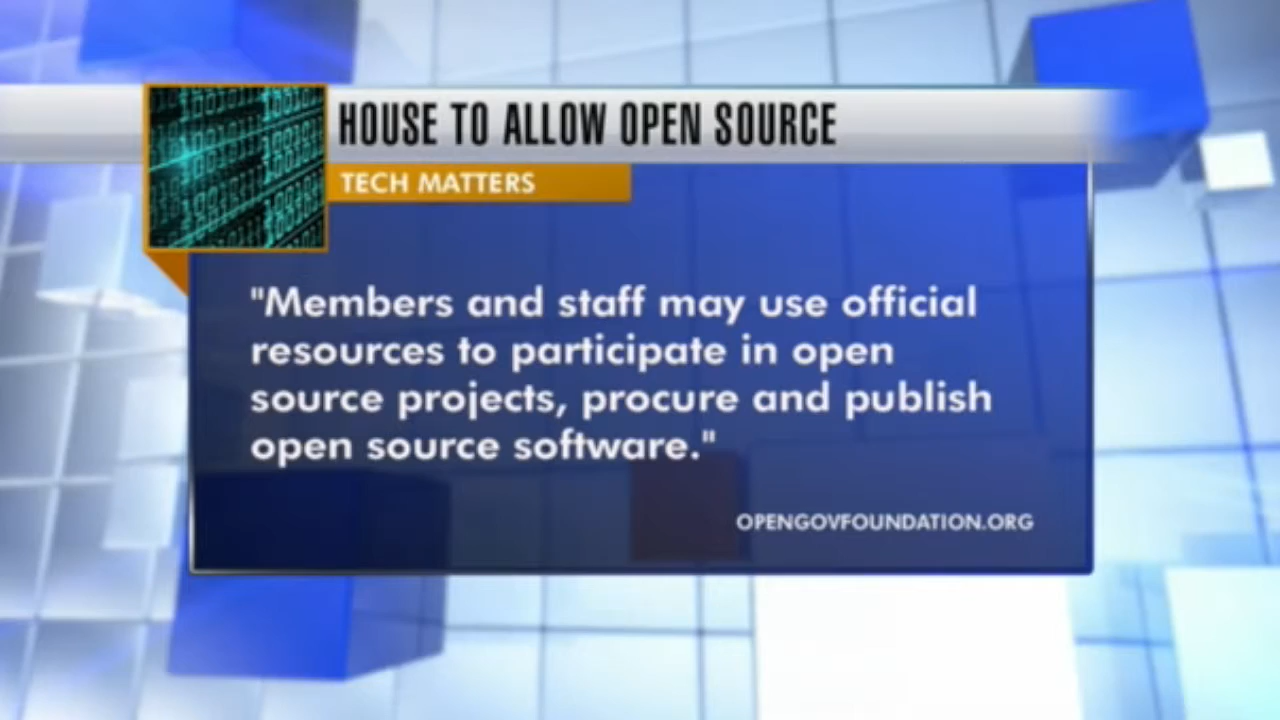 HOUSE TO ALLOW OPEN SOURCE
TECH MATTERS
"Members and staff may use official
resources to participate in open
source projects, procure and publish
open source software."
OPENGOVFOUNDATION.ORG